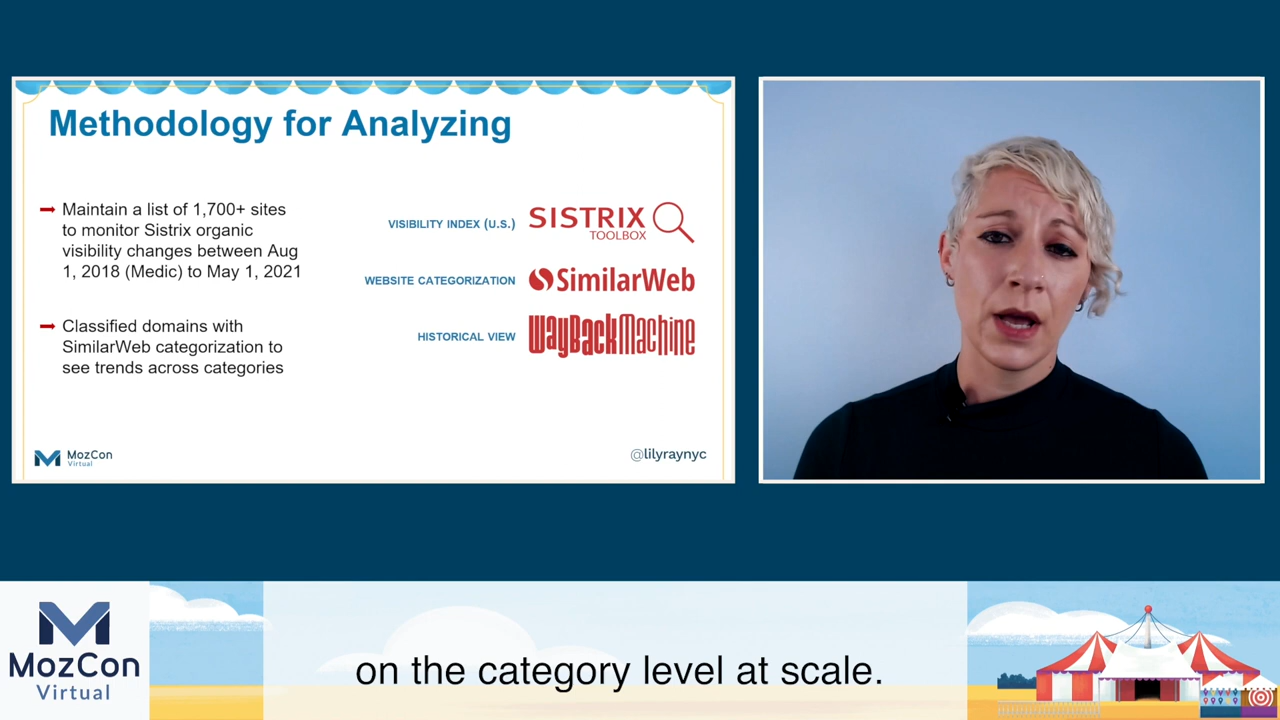 Methodology for Analyzing
Maintain a list of 1,700+ sites
to monitor Sistrix organic
visibility changes between Aug
1, 2018 (Medic) to May 1, 2021
Classified domains with
SimilarWeb categorization to
see trends across categories
VISIBILITY INDEX (U.S.)
SISTRIX
TOOLBOX
WEBSITE CATEGORIZATION
SimilarWeb
HISTORICAL VIEW
WayBackMachine
MozCon
Virtual
@lilyraynyc
MozCon
Virtual
on the category level at scale.